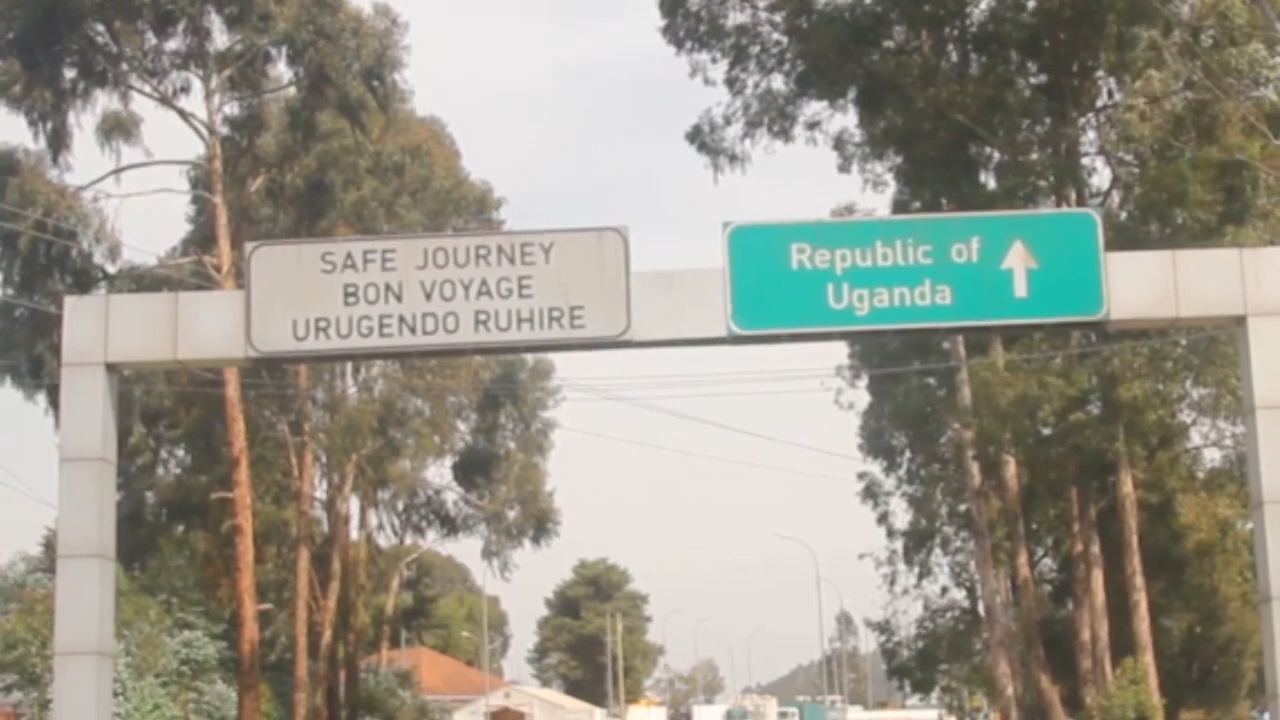 SAFE JOURNEY
BON VOYAGE
URUGENDO RUHIRE
Republic of
Uganda